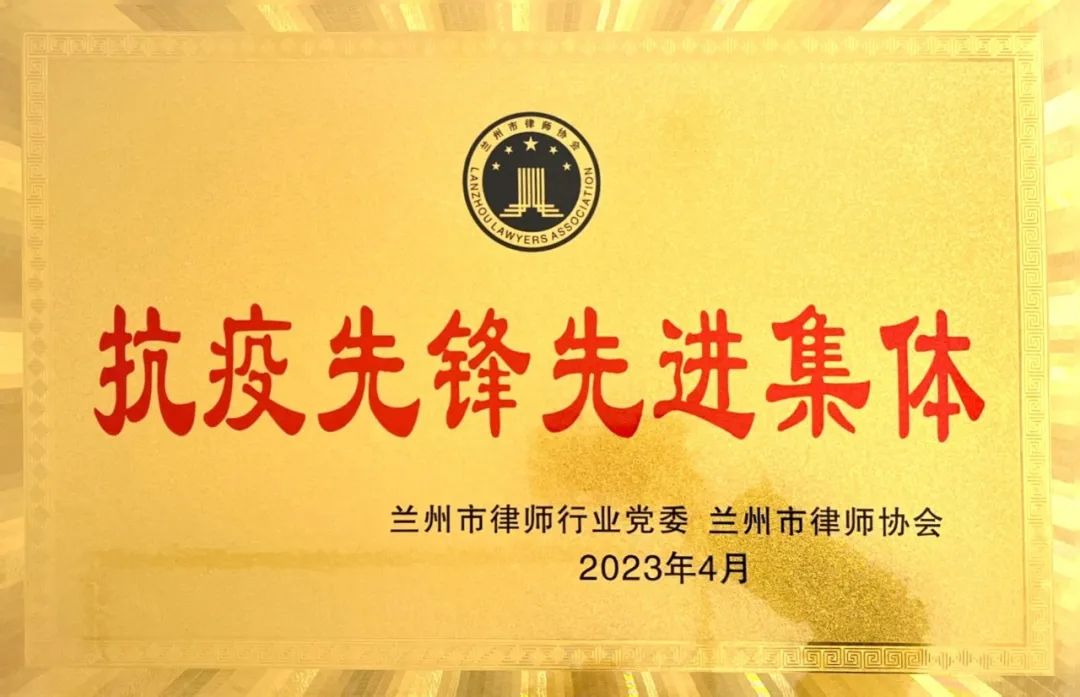 兰州市律师协会
LANZHOU LAWYERS ASSOCIATION
抗疫先锋先进集体
兰州市律师行业党委 兰州市律师协会
2023年4月